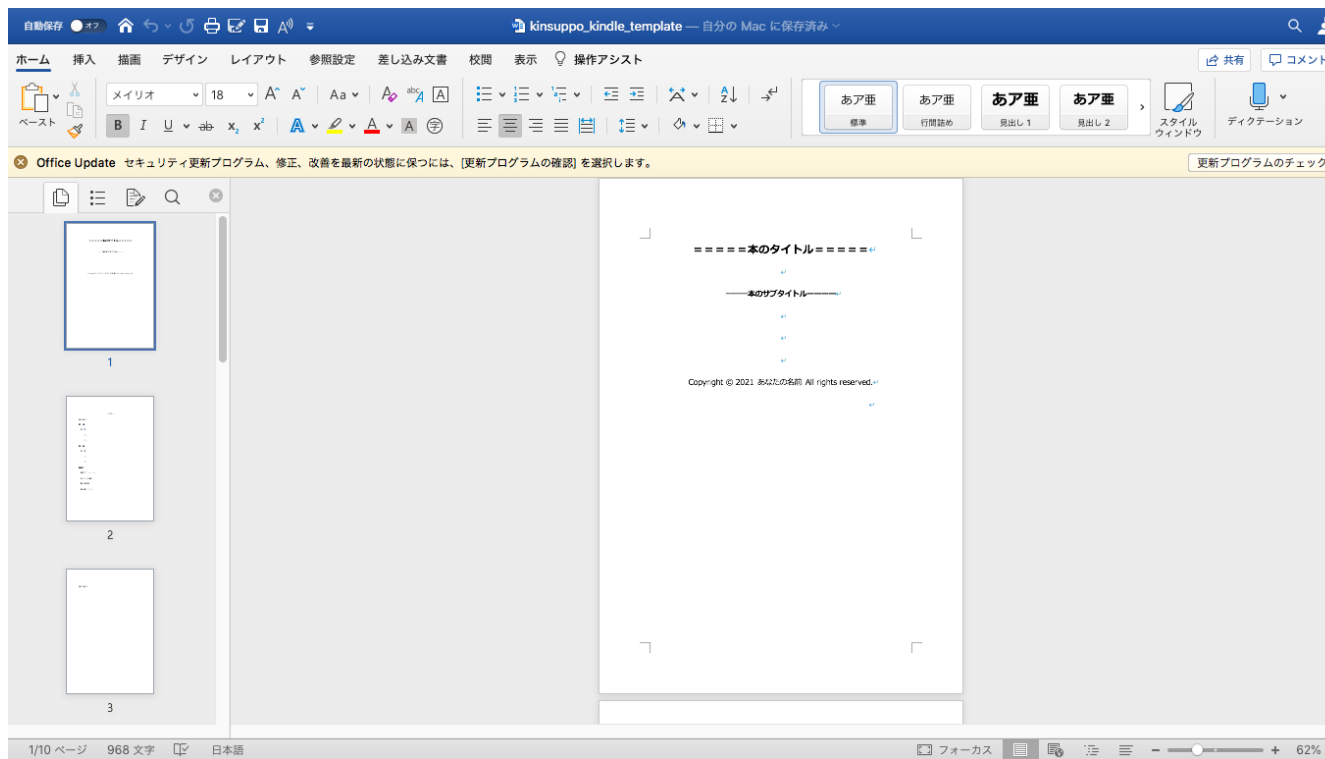 自動保存 オフ kinsuppo_kindle_template — 自分の Mac に保存済み
ホーム 挿入 描画 デザイン レイアウト 参照設定 差し込み文書 校閲 表示 操作アシスト 共有 コメント
ペースト メイリオ 18
あア亜 標準 あア亜 行間詰め あア亜 見出し 1 あア亜 見出し 2 スタイル ウィンドウ ディクテーション
Office Update セキュリティ更新プログラム、修正、改善を最新の状態に保つには、[更新プログラムの確認] を選択します。 更新プログラムのチェック
=====本のタイトル=====
────本のサブタイトル────
Copyright © 2021 あなたの名前 All rights reserved.
1
2
3
1/10 ページ 968 文字 日本語 フォーカス 62%